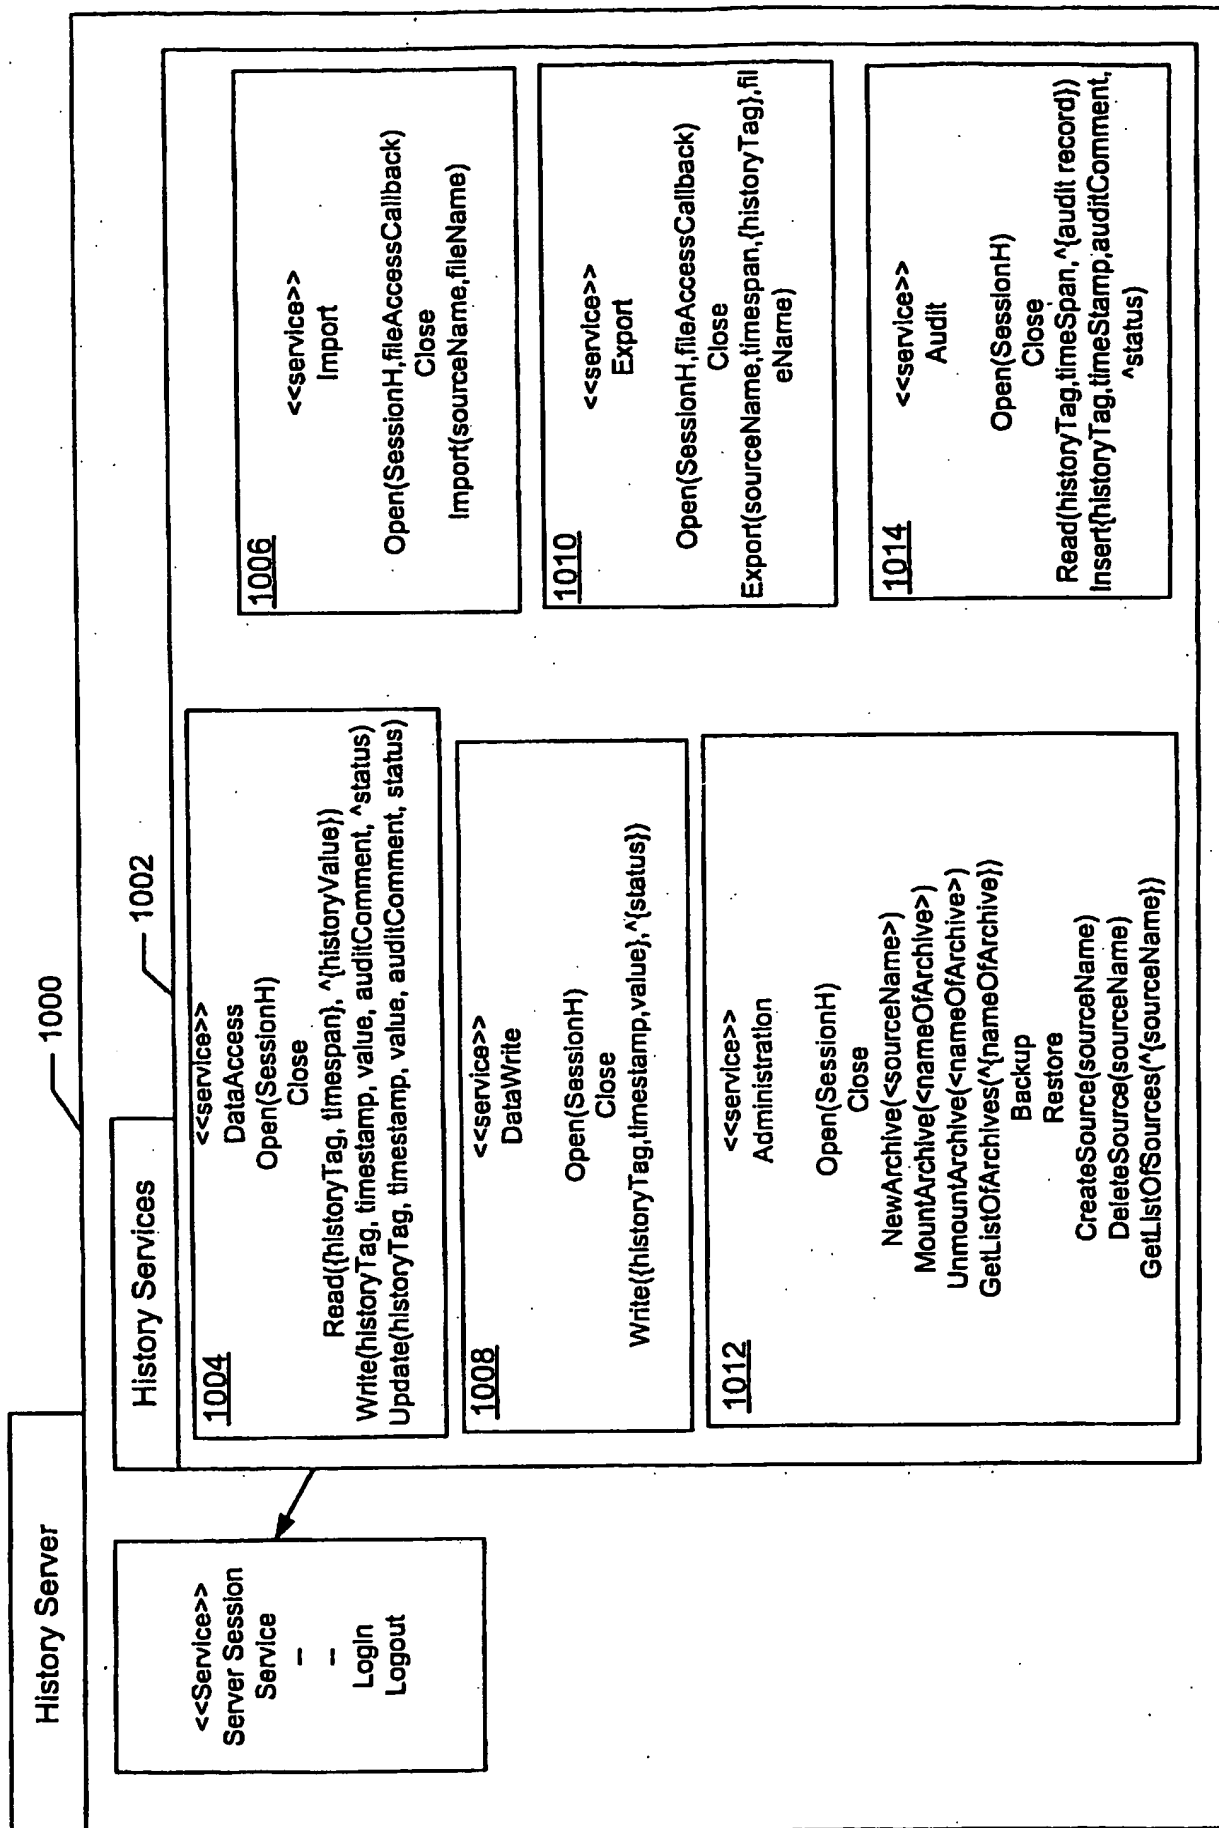 History Server
1000
<<Service>>
Server Session
Service
--
--
Login
Logout
History Services
1002
1004
<<service>>
DataAccess
Open(SessionH)
Close
Read({historyTag, timespan}, ^{historyValue})
Write(historyTag, timestamp, value, auditComment, ^status)
Update(historyTag, timestamp, value, auditComment, status)
1006
<<service>>
Import
Open(SessionH,fileAccessCallback)
Close
Import(sourceName,fileName)
1008
<<service>>
DataWrite
Open(SessionH)
Close
Write({historyTag,timestamp,value},^{status})
1010
<<service>>
Export
Open(SessionH,fileAccessCallback)
Close
Export(sourceName,timespan,{historyTag},fil
eName)
1012
<<service>>
Administration
Open(SessionH)
Close
NewArchive(<sourceName>)
MountArchive(<nameOfArchive>)
UnmountArchive(<nameOfArchive>)
GetListOfArchives(^{nameOfArchive})
Backup
Restore
CreateSource(sourceName)
DeleteSource(sourceName)
GetListOfSources(^{sourceName})
1014
<<service>>
Audit
Open(SessionH)
Close
Read(historyTag,timeSpan,^{audit record})
Insert{historyTag,timeStamp,auditComment,
^status)